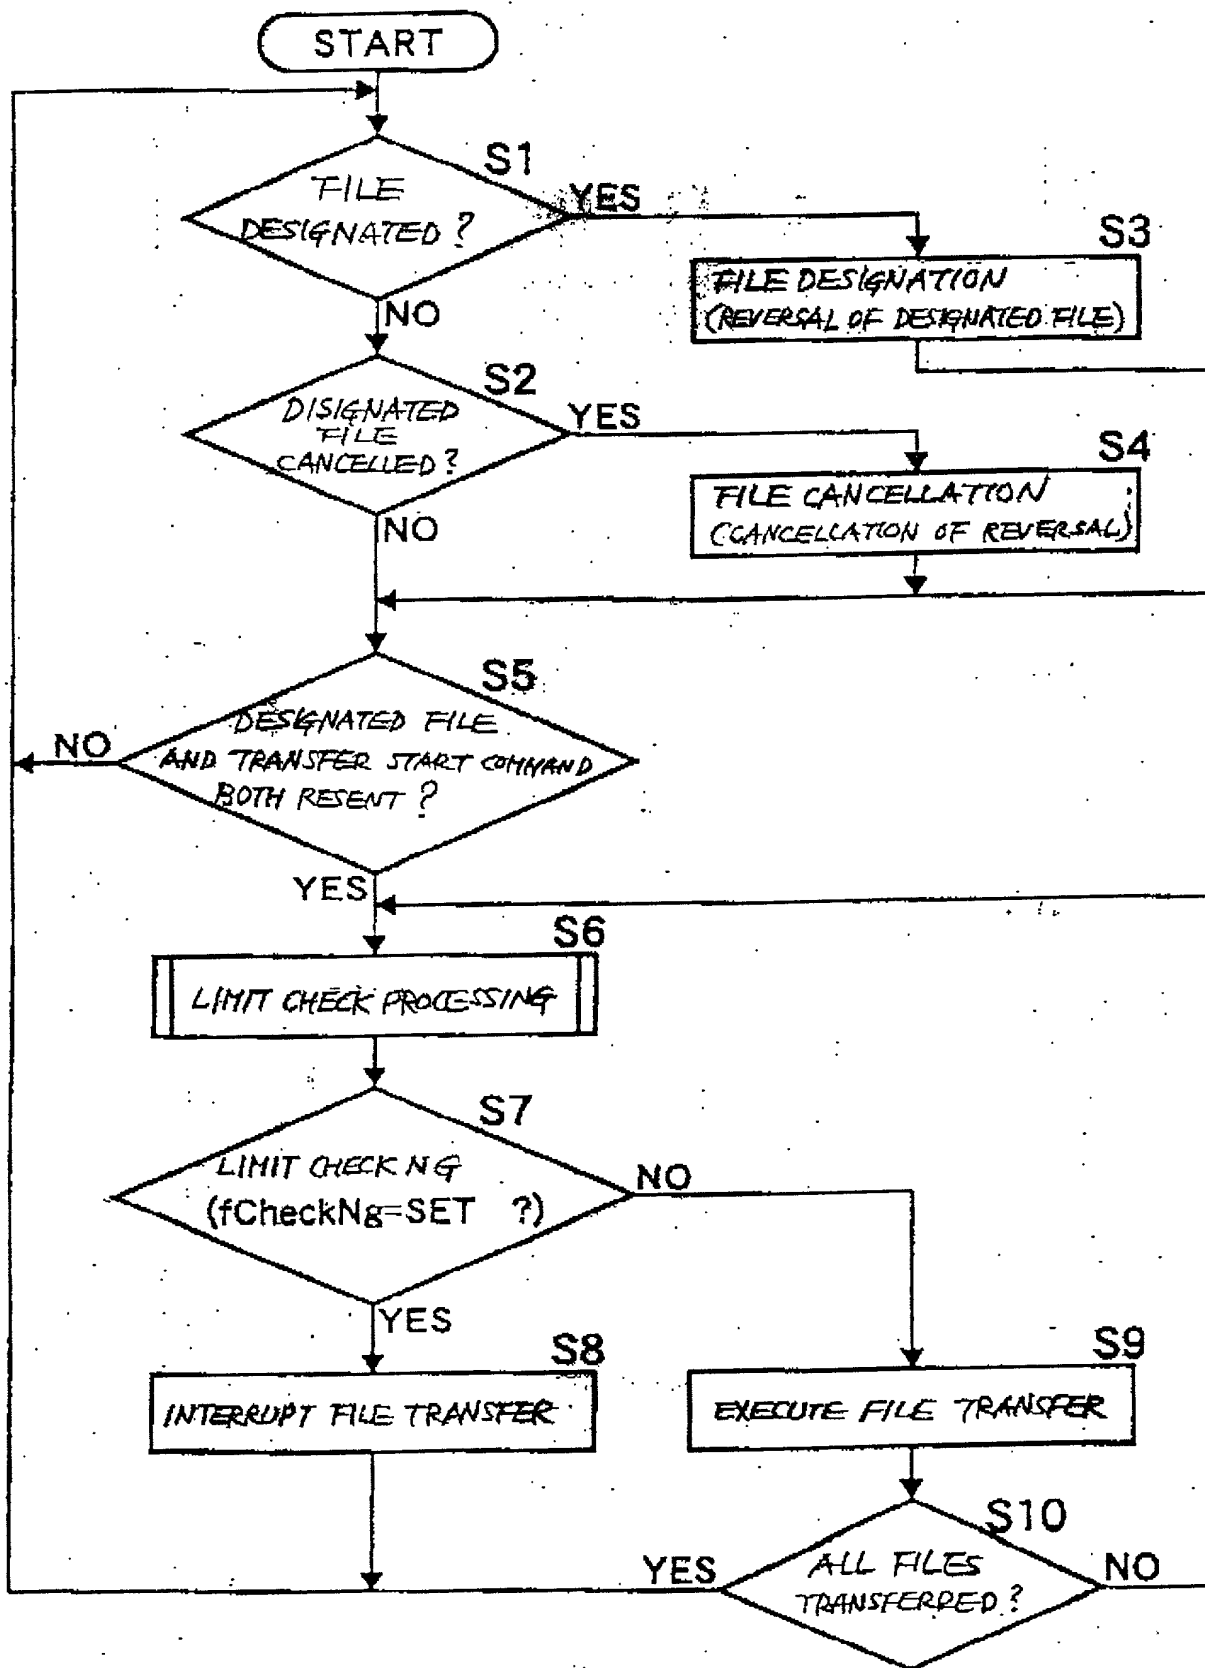 START
S1
FILE
DESIGNATED ?
YES
NO
S3
FILE DESIGNATION
(REVERSAL OF DESIGNATED FILE)
S2
DISIGNATED
FILE
CANCELLED ?
YES
NO
S4
FILE CANCELLATION
(CANCELLATION OF REVERSAL)
S5
DESIGNATED FILE
AND TRANSFER START COMMAND
BOTH RESENT ?
NO
YES
S6
LIMIT CHECK PROCESSING
S7
LIMIT CHECK NG
(fCheckNg=SET ?)
NO
YES
S8
INTERRUPT FILE TRANSFER
S9
EXECUTE FILE TRANSFER
S10
ALL FILES
TRANSFERRED ?
YES
NO